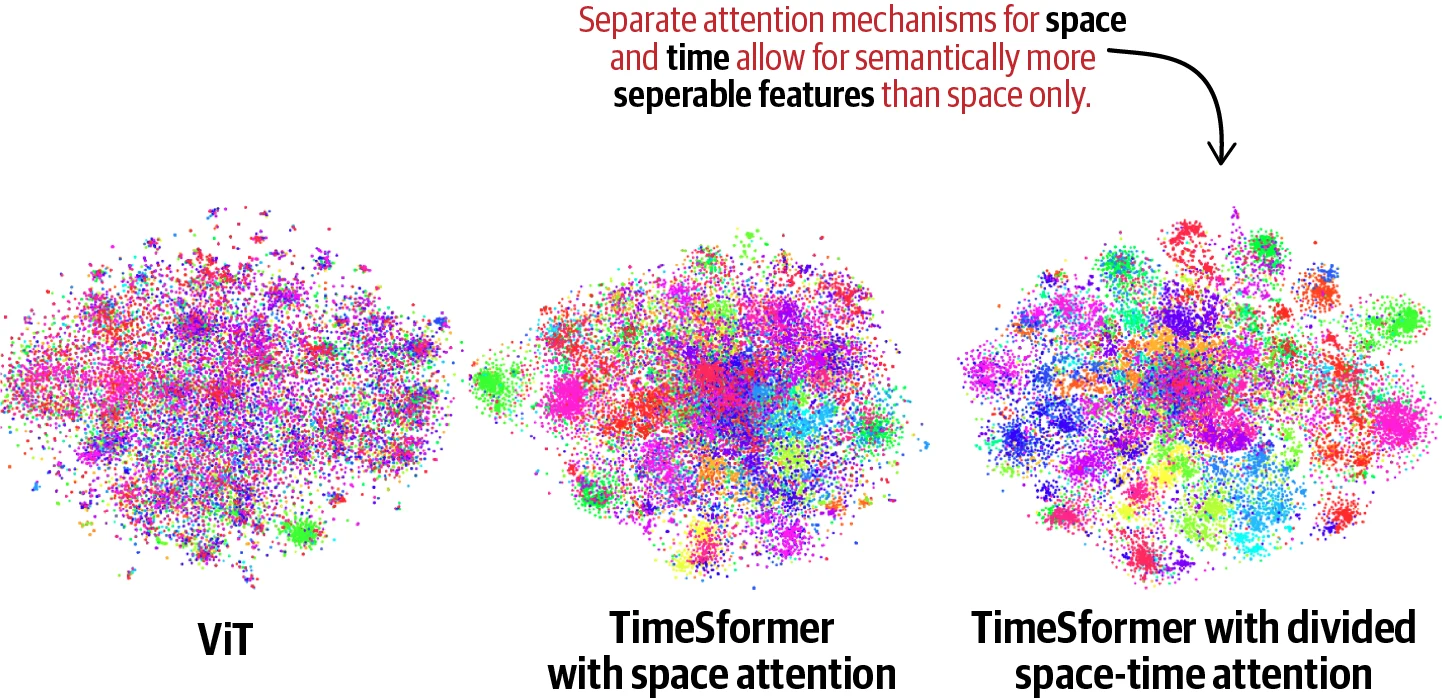 Separate attention mechanisms for space
and time allow for semantically more
seperable features than space only.
ViT
TimeSformer
with space attention
TimeSformer with divided
space-time attention